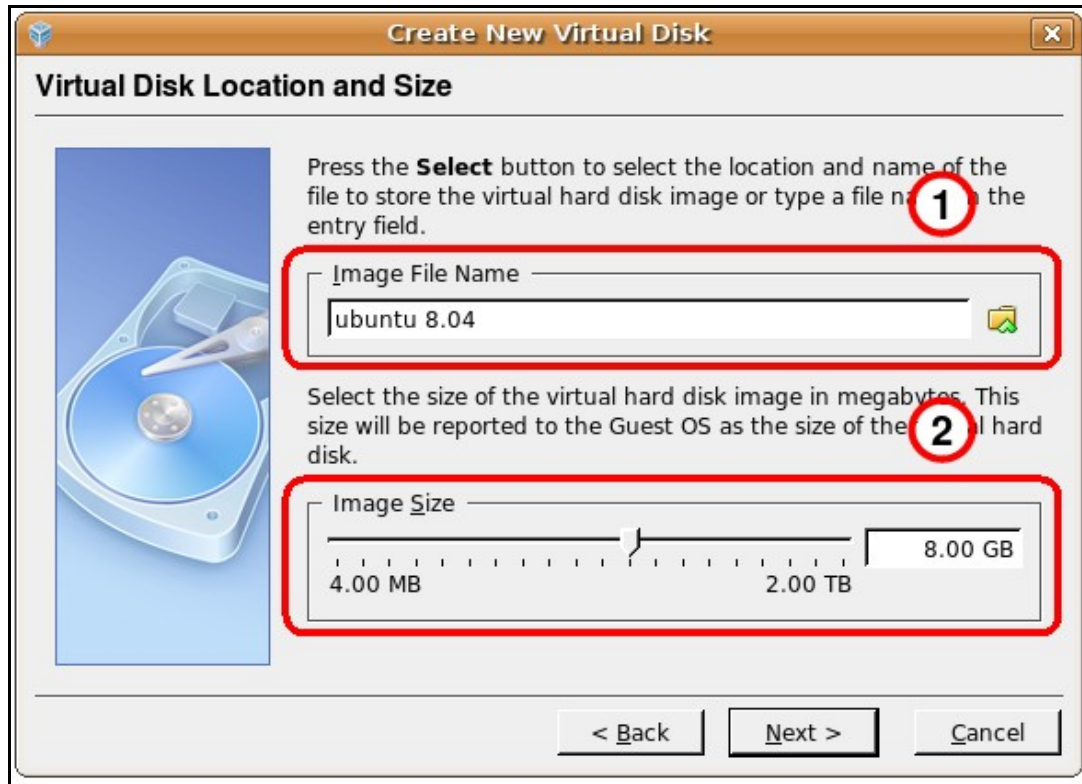 Create New Virtual Disk
Virtual Disk Location and Size
Press the Select button to select the location and name of the
file to store the virtual hard disk image or type a file the
entry field.
1
Image File Name
ubuntu 8.04
Select the size of the virtual hard disk image in megabytes. This
size will be reported to the Guest OS as the size of the hard
disk.
2
Image Size
8.00 GB
4.00 MB 2.00 TB
< Back Next > Cancel